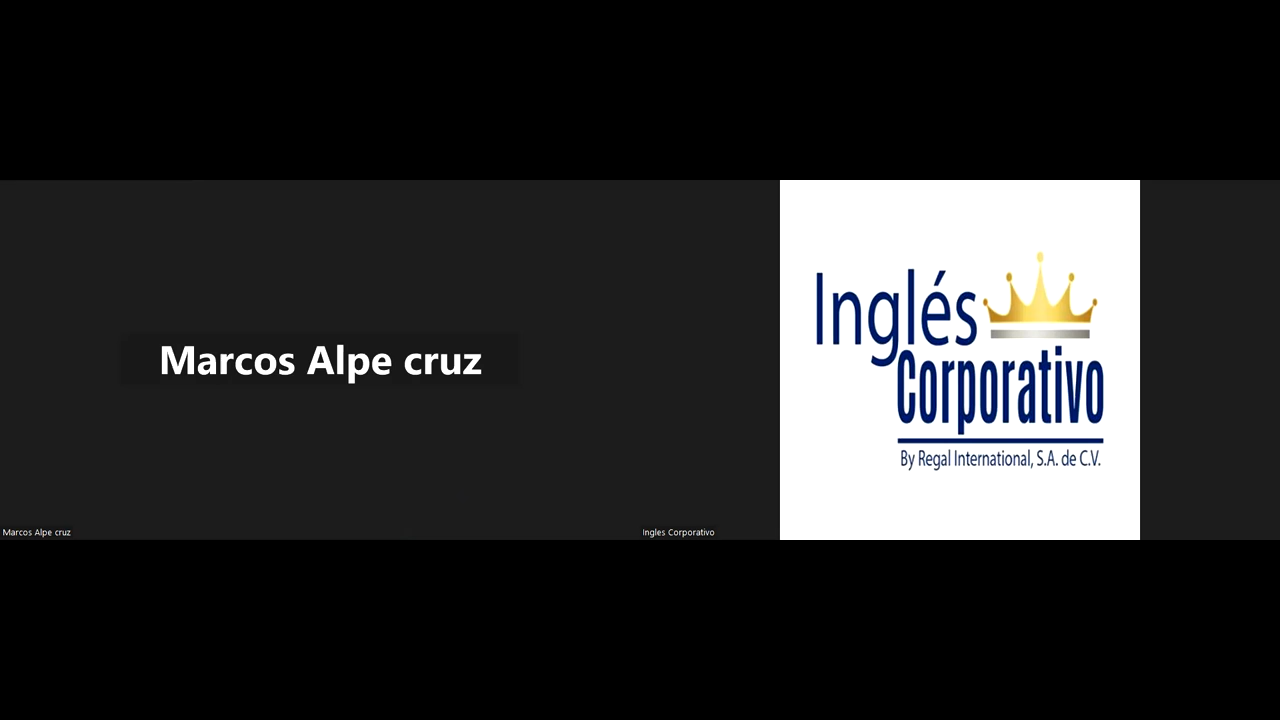 Marcos Alpe cruz
Inglés
Corporativo
By Regal International, S.A. de C.V.
Marcos Alpe cruz
Ingles Corporativo